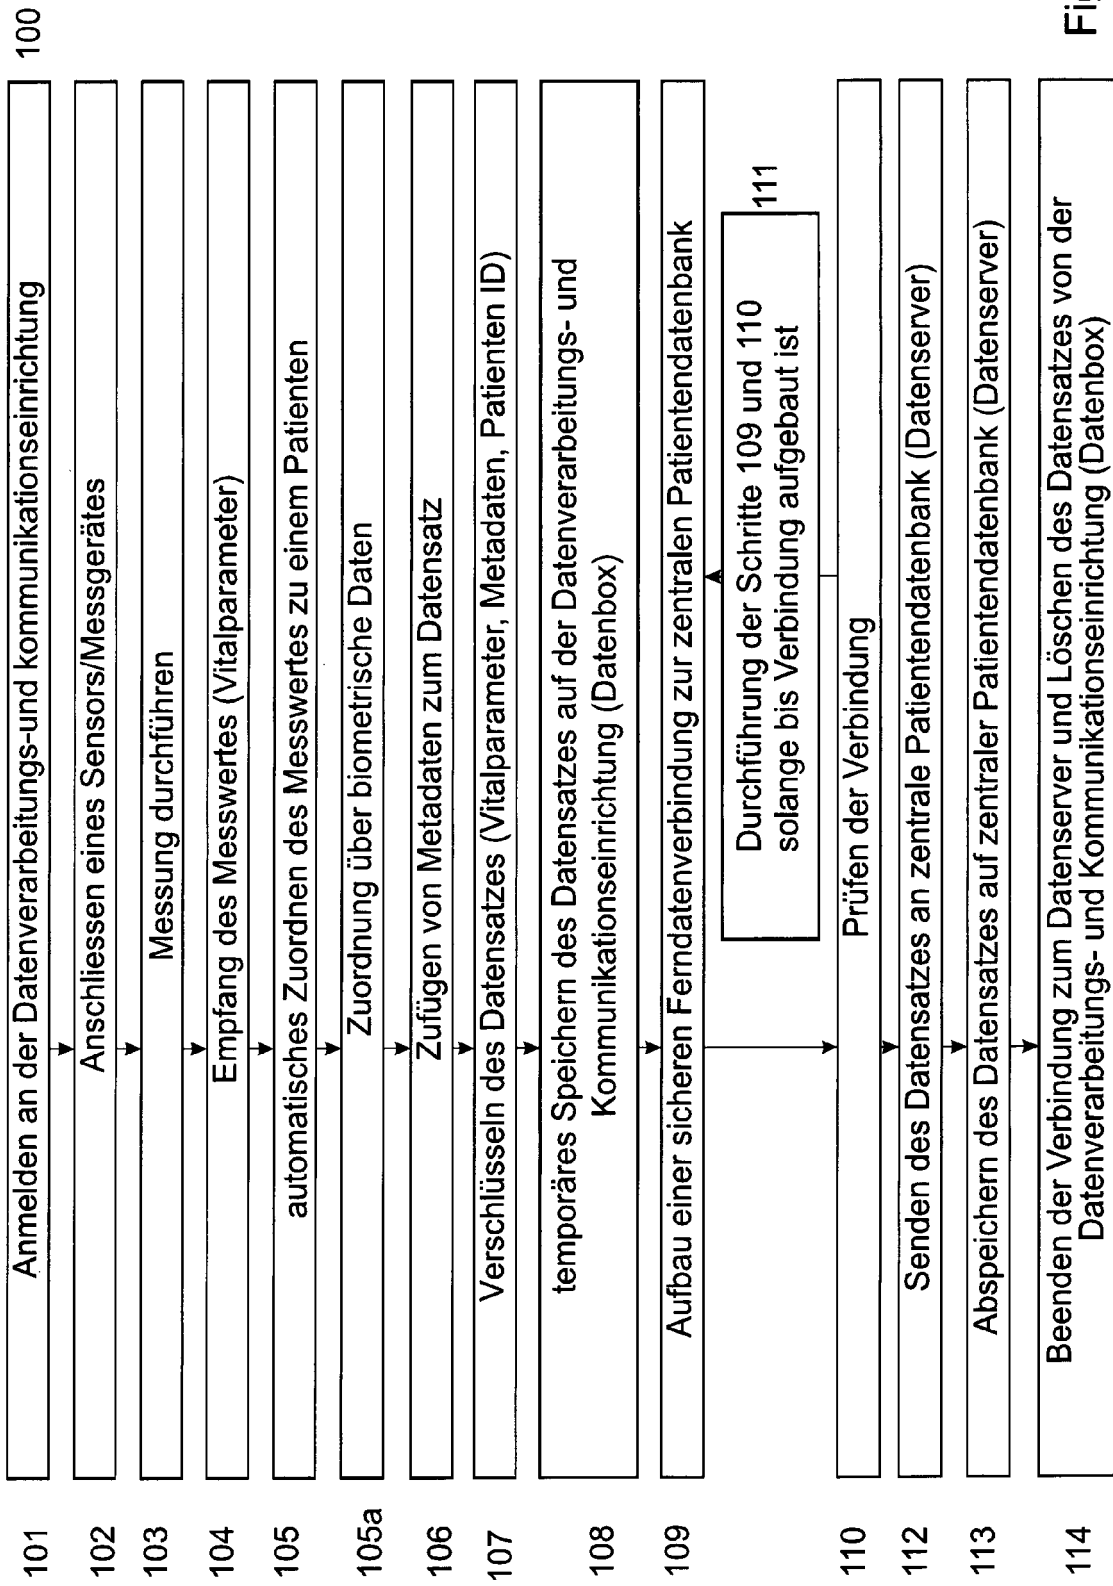 100
101 Anmelden an der Datenverarbeitungs-und kommunikationseinrichtung
102 Anschliessen eines Sensors/Messgerätes
103 Messung durchführen
104 Empfang des Messwertes (Vitalparameter)
105 automatisches Zuordnen des Messwertes zu einem Patienten
105a Zuordnung über biometrische Daten
106 Zufügen von Metadaten zum Datensatz
107 Verschlüsseln des Datensatzes (Vitalparameter, Metadaten, Patienten ID)
108 temporäres Speichern des Datensatzes auf der Datenverarbeitungs- und
Kommunikationseinrichtung (Datenbox)
109 Aufbau einer sicheren Ferndatenverbindung zur zentralen Patientendatenbank
Durchführung der Schritte 109 und 110
solange bis Verbindung aufgebaut ist
111
110 Prüfen der Verbindung
112 Senden des Datensatzes an zentrale Patientendatenbank (Datenserver)
113 Abspeichern des Datensatzes auf zentraler Patientendatenbank (Datenserver)
114 Beenden der Verbindung zum Datenserver und Löschen des Datensatzes von der
Datenverarbeitungs- und Kommunikationseinrichtung (Datenbox)